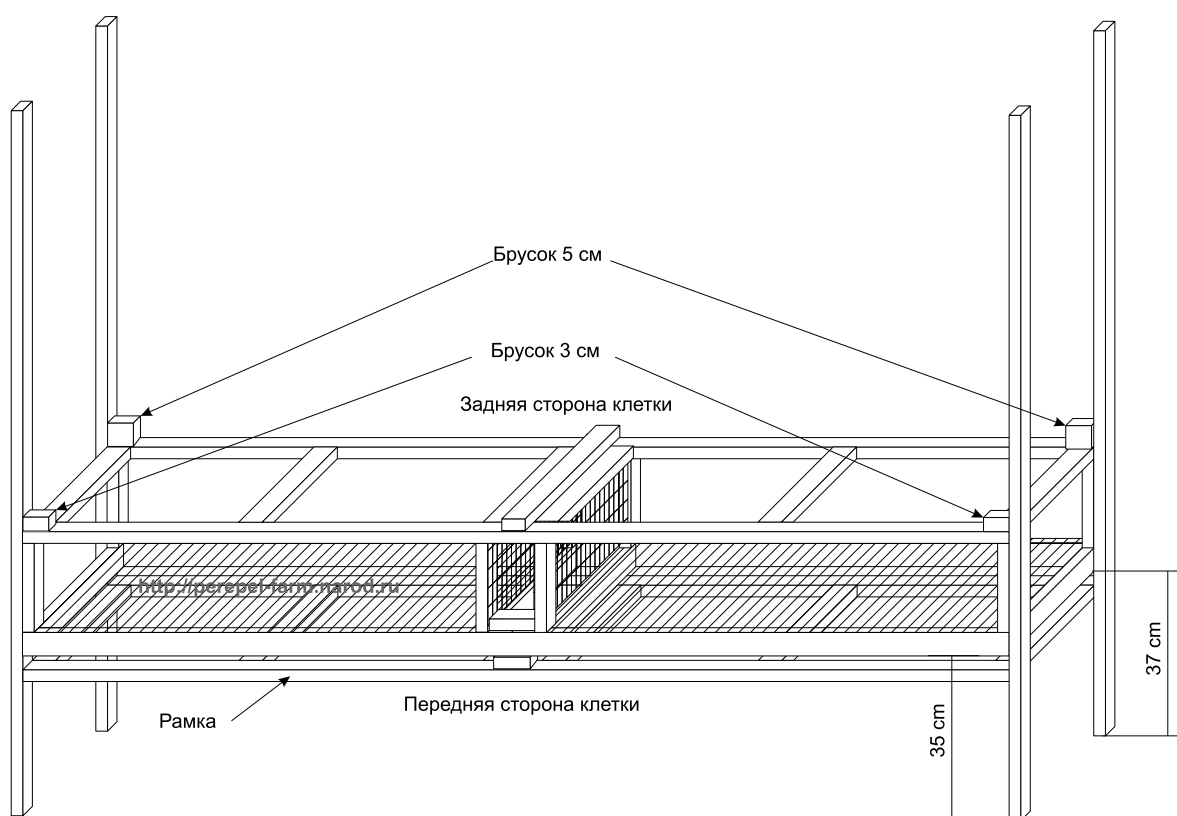 Брусок 5 см
Брусок 3 см
Задняя сторона клетки
http://perepel-farm.narod.ru
37 cm
Передняя сторона клетки
Рамка
35 cm